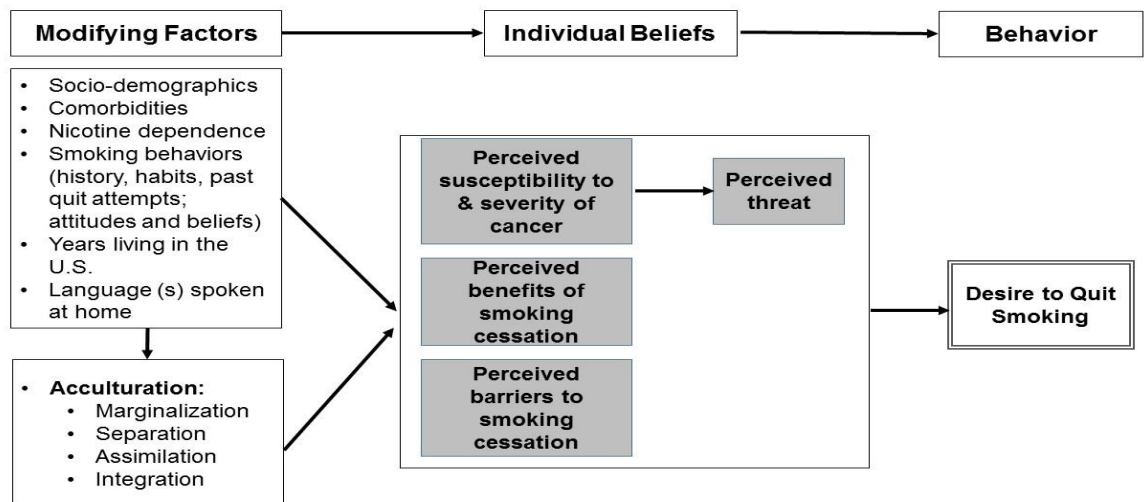 Modifying Factors
Individual Beliefs
Behavior
• Socio-demographics
• Comorbidities
• Nicotine dependence
• Smoking behaviors
(history, habits, past
quit attempts;
attitudes and beliefs)
• Years living in the
U.S.
• Language (s) spoken
at home
• Acculturation:
• Marginalization
• Separation
• Assimilation
• Integration
Perceived
susceptibility to
& severity of
cancer
Perceived
threat
Perceived
benefits of
smoking
cessation
Perceived
barriers to
smoking
cessation
Desire to Quit
Smoking